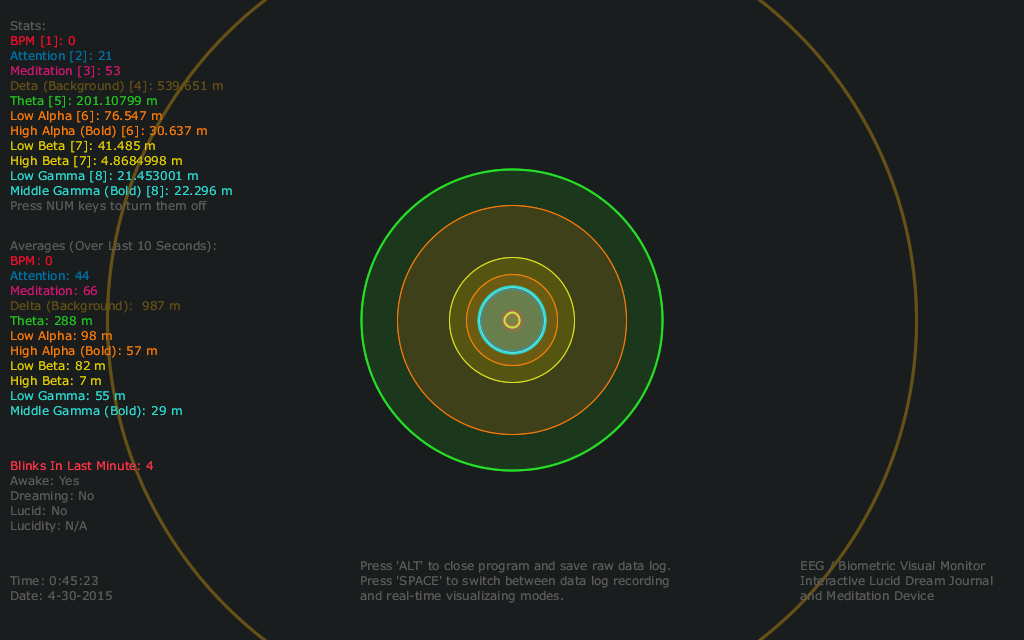 Stats:
BPM [1]: 0
Attention [2]: 21
Meditation [3]: 53
Deta (Background) [4]: 539.651 m
Theta [5]: 201.10799 m
Low Alpha [6]: 76.547 m
High Alpha (Bold) [6]: 30.637 m
Low Beta [7]: 41.485 m
High Beta [7]: 4.8684998 m
Low Gamma [8]: 21.453001 m
Middle Gamma (Bold) [8]: 22.296 m
Press NUM keys to turn them off
Averages (Over Last 10 Seconds):
BPM: 0
Attention: 44
Meditation: 66
Delta (Background):  987 m
Theta: 288 m
Low Alpha: 98 m
High Alpha (Bold): 57 m
Low Beta: 82 m
High Beta: 7 m
Low Gamma: 55 m
Middle Gamma (Bold): 29 m
Blinks In Last Minute: 4
Awake: Yes
Dreaming: No
Lucid: No
Lucidity: N/A
Time: 0:45:23
Date: 4-30-2015
Press 'ALT' to close program and save raw data log.
Press 'SPACE' to switch between data log recording
and real-time visualizaing modes.
EEG / Biometric Visual Monitor
Interactive Lucid Dream Journal
and Meditation Device